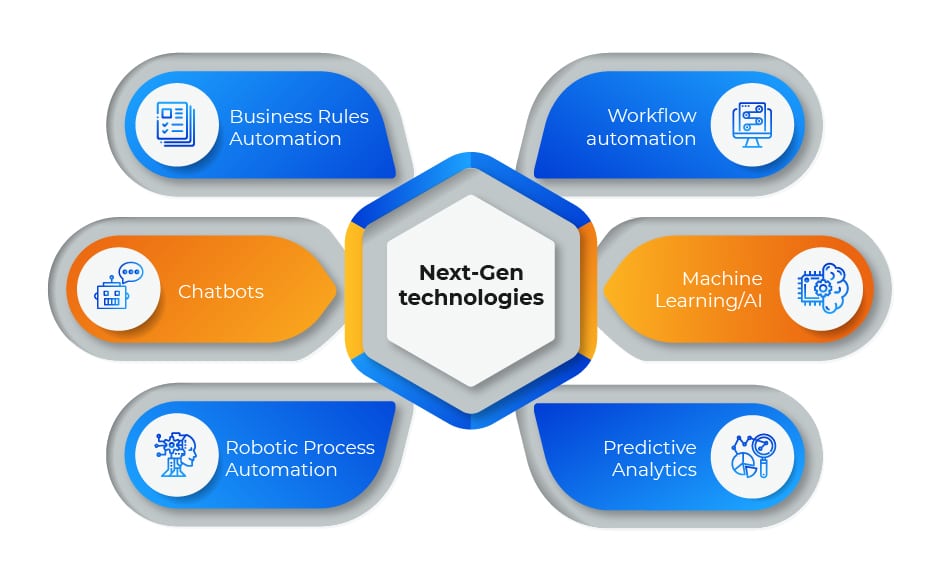 Business Rules
Automation
Workflow
automation
Chatbots
Next-Gen
technologies
Machine
Learning/AI
Robotic Process
Automation
Predictive
Analytics